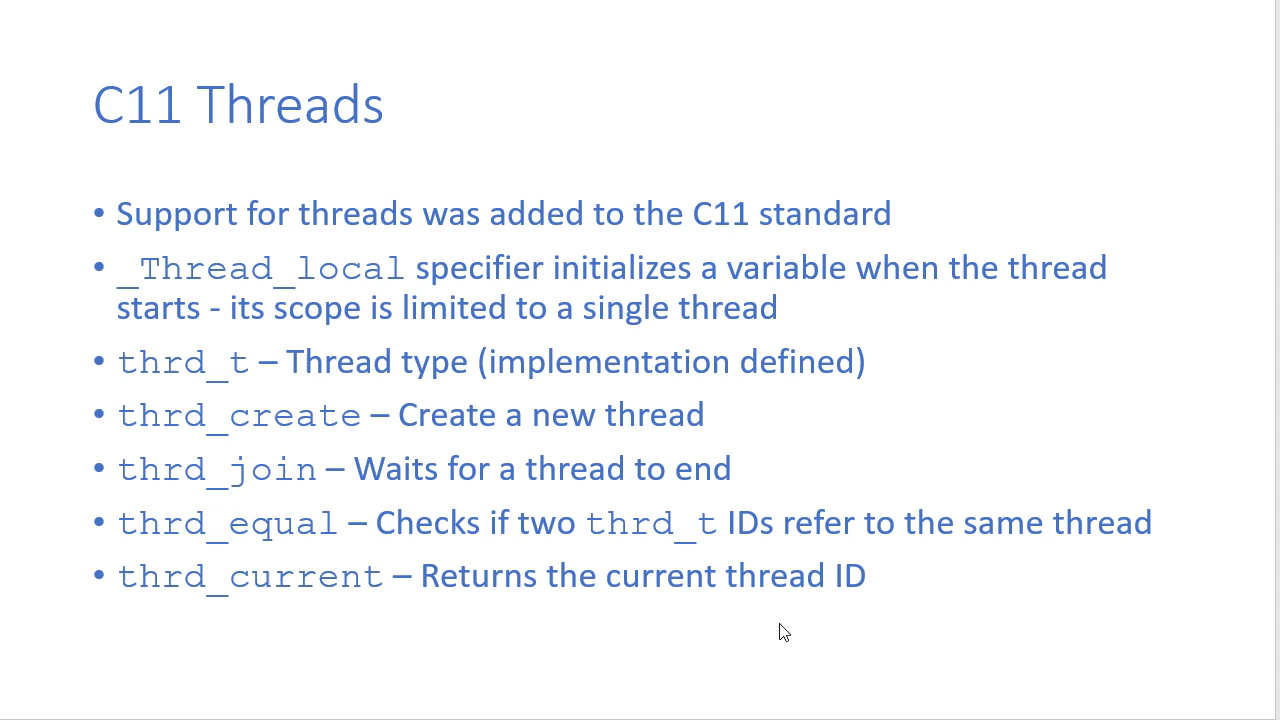 C11 Threads
• Support for threads was added to the C11 standard
• _Thread_local specifier initializes a variable when the thread
starts - its scope is limited to a single thread
• thrd_t – Thread type (implementation defined)
• thrd_create – Create a new thread
• thrd_join – Waits for a thread to end
• thrd_equal – Checks if two thrd_t IDs refer to the same thread
• thrd_current – Returns the current thread ID